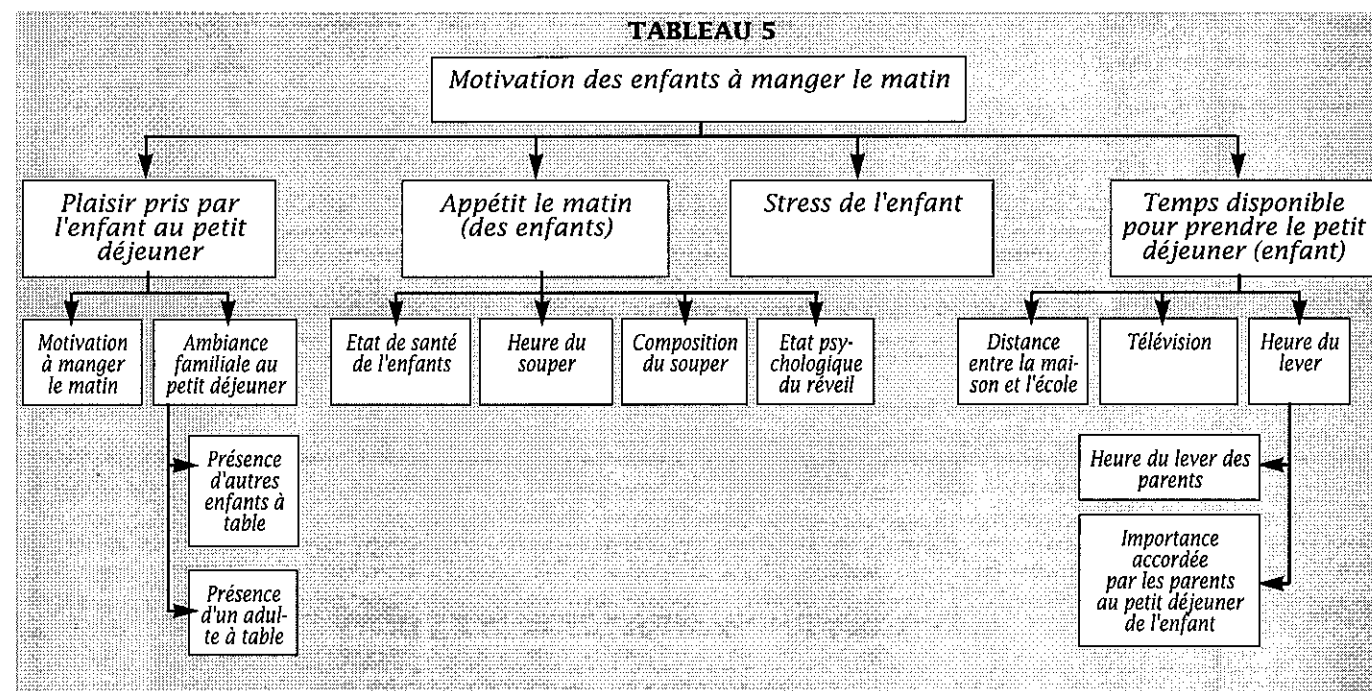 TABLEAU 5
Motivation des enfants à manger le matin
Plaisir pris par
l'enfant au petit
déjeuner
Appétit le matin
(des enfants)
Stress de l'enfant
Temps disponible
pour prendre le petit
déjeuner (enfant)
Motivation
à manger
le matin
Ambiance
familiale au
petit déjeuner
Etat de santé
de l'enfants
Heure du
souper
Composition
du souper
Etat psy-
chologique
du réveil
Distance
entre la mai-
son et l'école
Télévision
Heure du
lever
Présence
d'autres
enfants à
table
Présence
d'un adul-
te à table
Heure du lever des
parents
Importance
accordée
par les parents
au petit déjeuner
de l'enfant